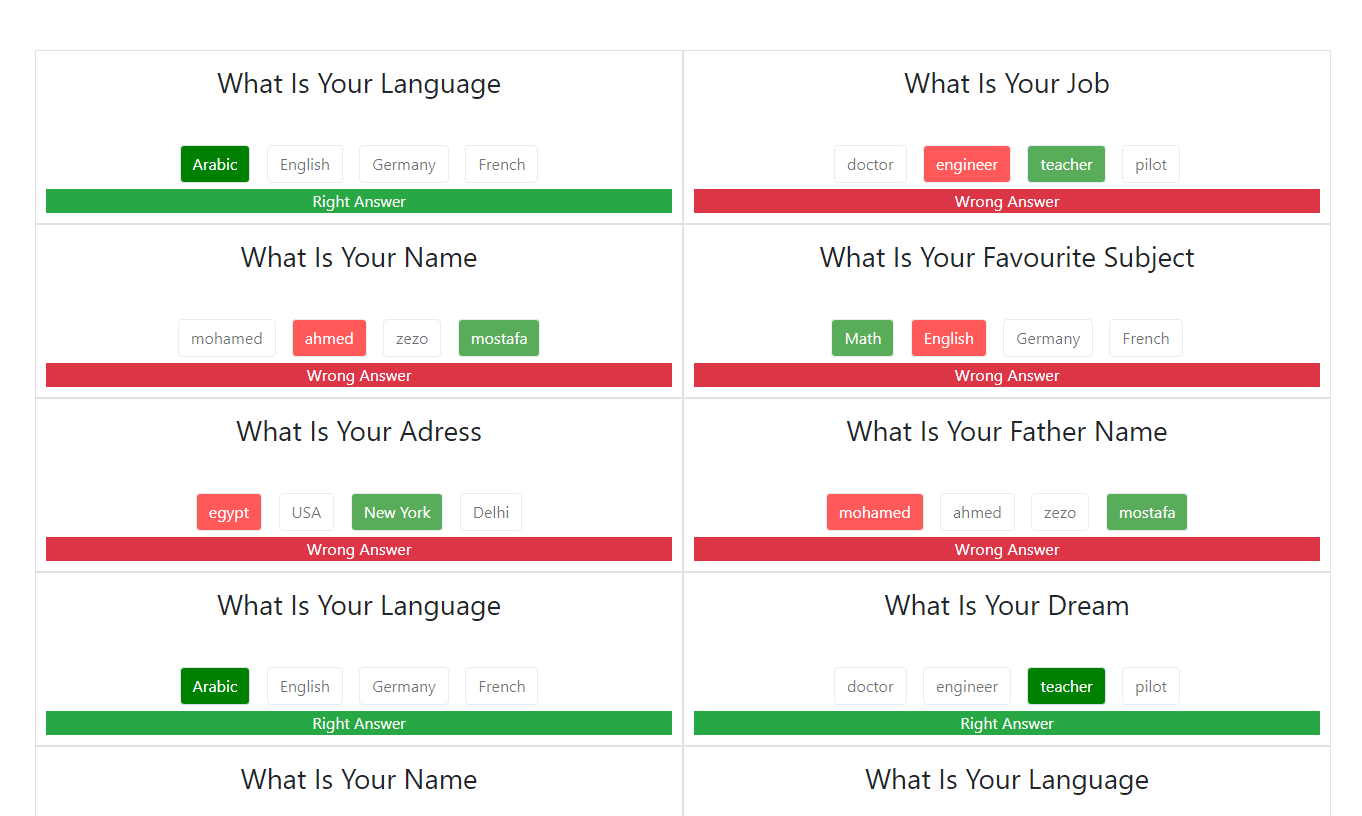 What Is Your Language
Arabic English Germany French
Right Answer
What Is Your Job
doctor engineer teacher pilot
Wrong Answer
What Is Your Name
mohamed ahmed zezo mostafa
Wrong Answer
What Is Your Favourite Subject
Math English Germany French
Wrong Answer
What Is Your Adress
egypt USA New York Delhi
Wrong Answer
What Is Your Father Name
mohamed ahmed zezo mostafa
Wrong Answer
What Is Your Language
Arabic English Germany French
Right Answer
What Is Your Dream
doctor engineer teacher pilot
Right Answer
What Is Your Name
What Is Your Language